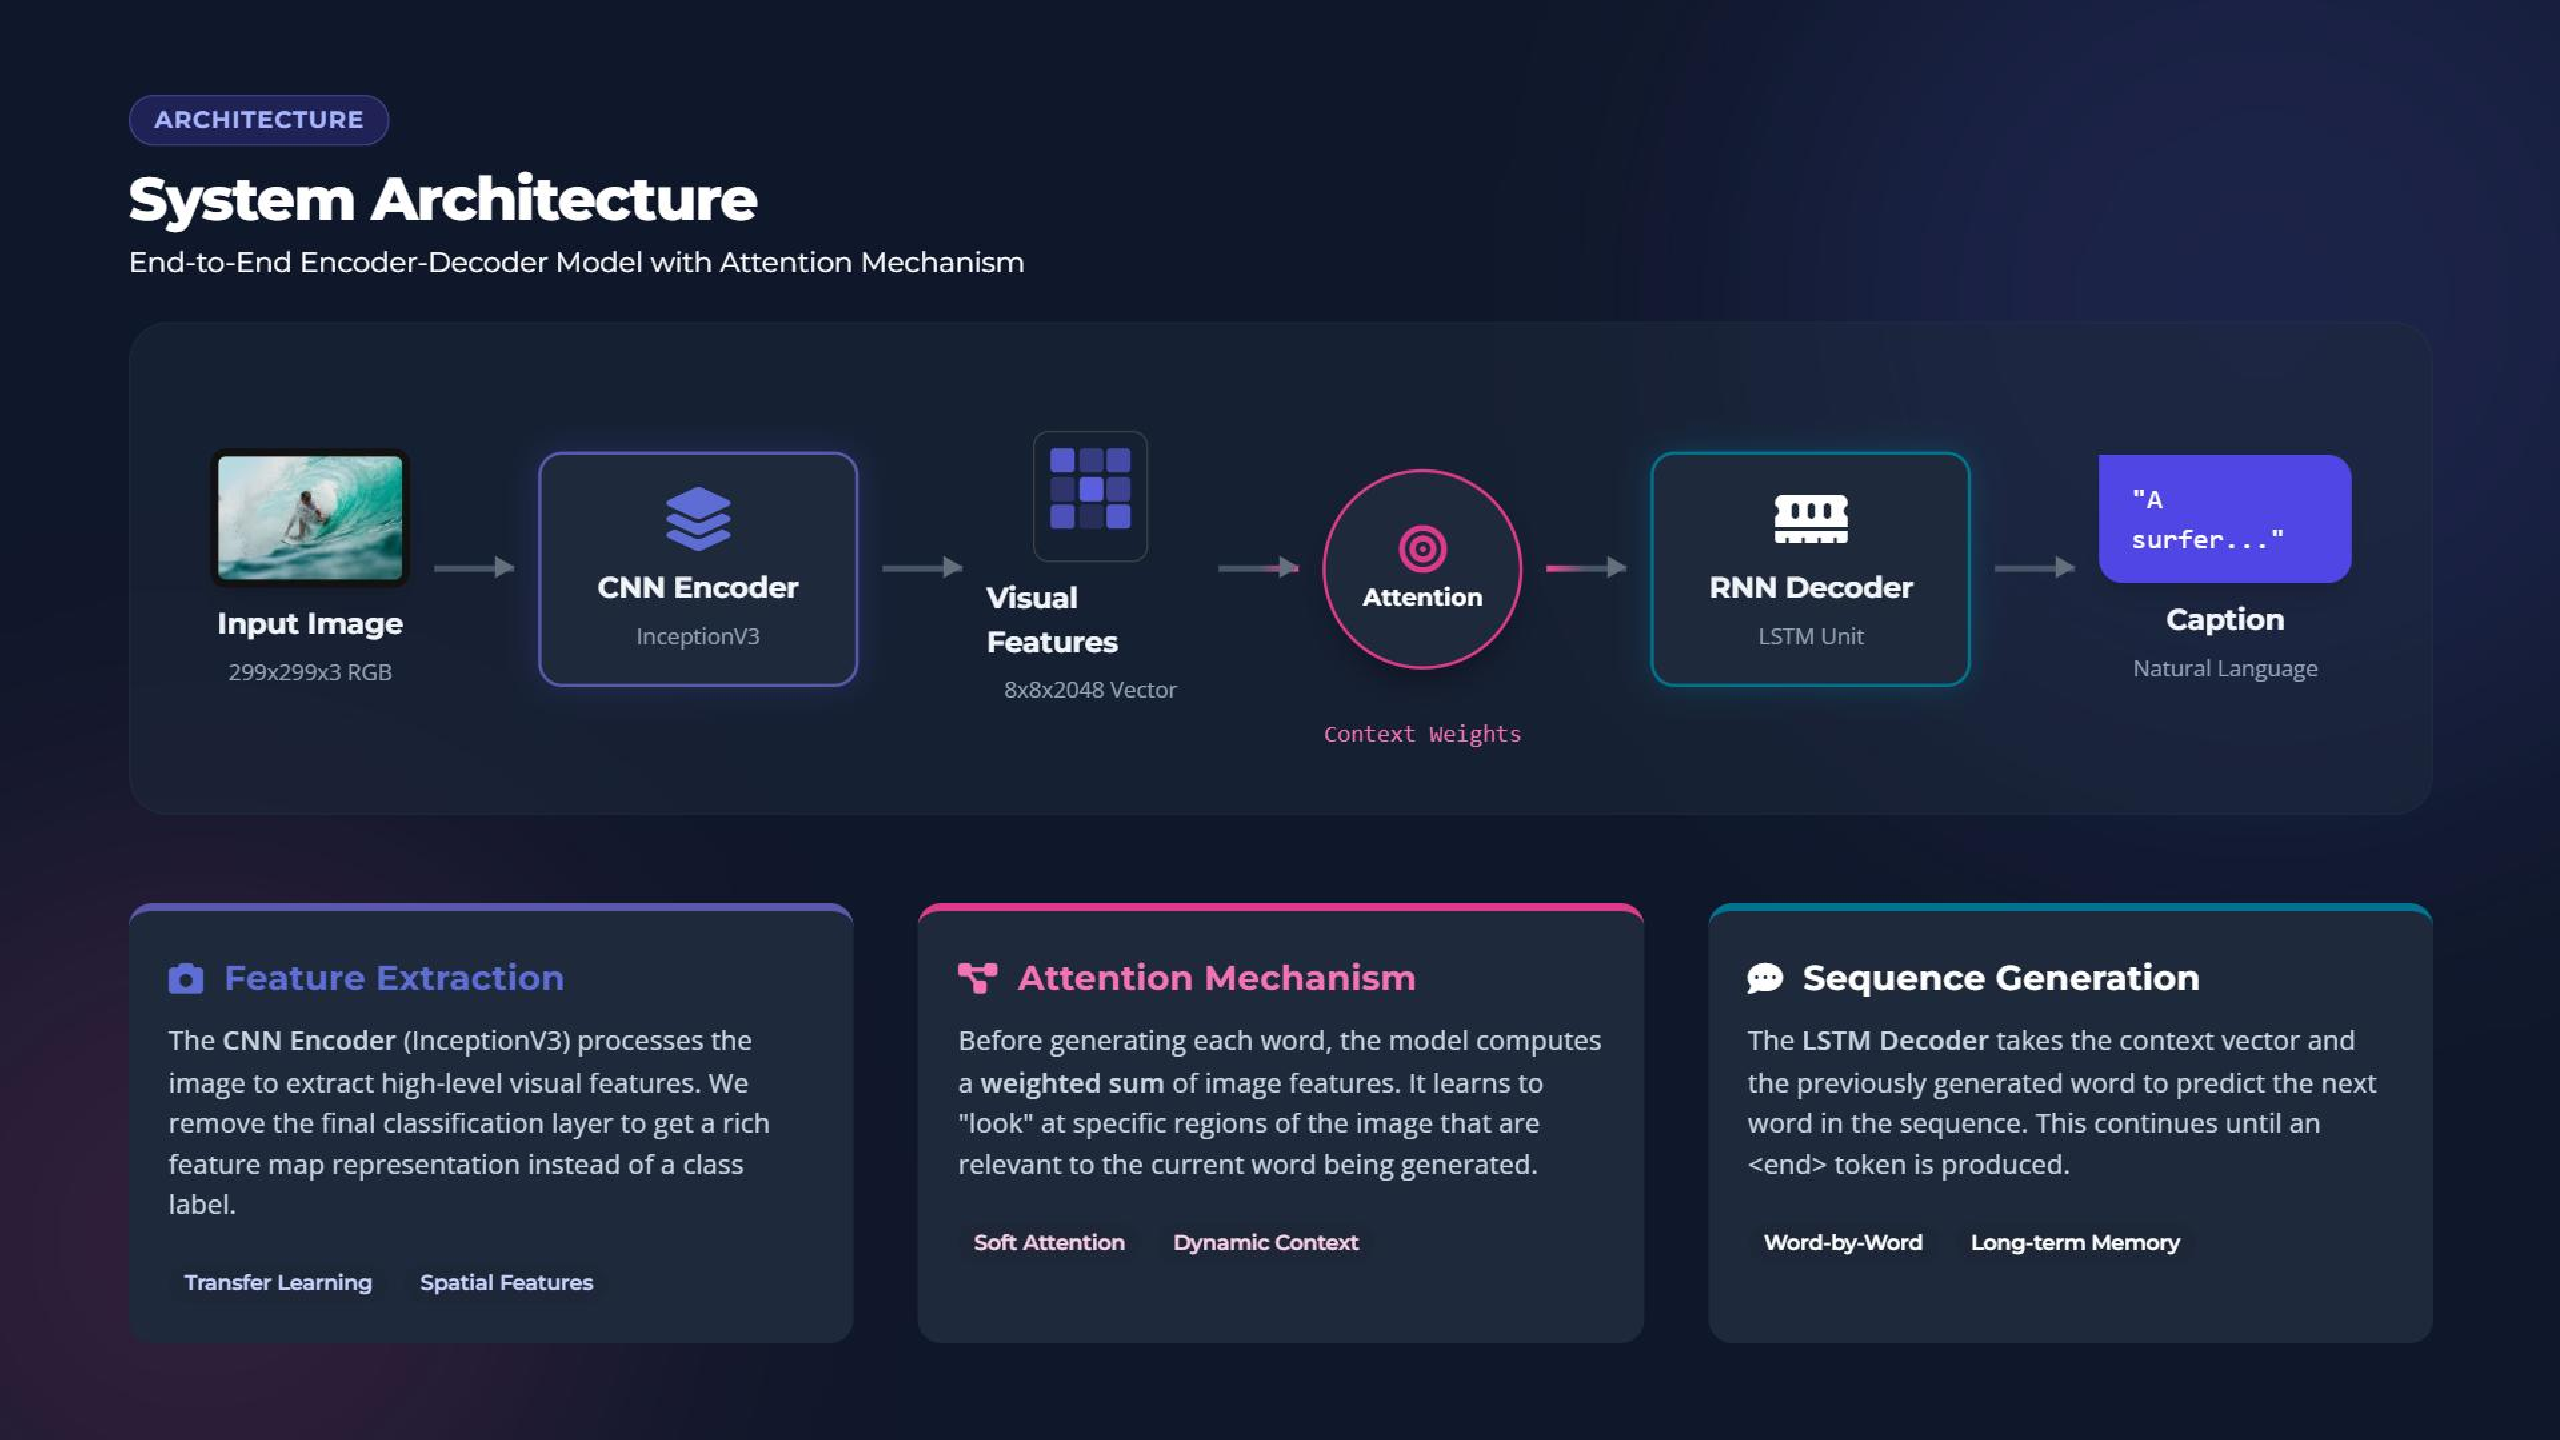 ARCHITECTURE
System Architecture
End-to-End Encoder-Decoder Model with Attention Mechanism
Input Image
299x299x3 RGB
CNN Encoder
InceptionV3
Visual
Features
8x8x2048 Vector
Attention
Context Weights
RNN Decoder
LSTM Unit
"A
surfer..."
Caption
Natural Language
Feature Extraction
The CNN Encoder (InceptionV3) processes the
image to extract high-level visual features. We
remove the final classification layer to get a rich
feature map representation instead of a class
label.
Transfer Learning
Spatial Features
Attention Mechanism
Before generating each word, the model computes
a weighted sum of image features. It learns to
"look" at specific regions of the image that are
relevant to the current word being generated.
Soft Attention
Dynamic Context
Sequence Generation
The LSTM Decoder takes the context vector and
the previously generated word to predict the next
word in the sequence. This continues until an
<end> token is produced.
Word-by-Word
Long-term Memory